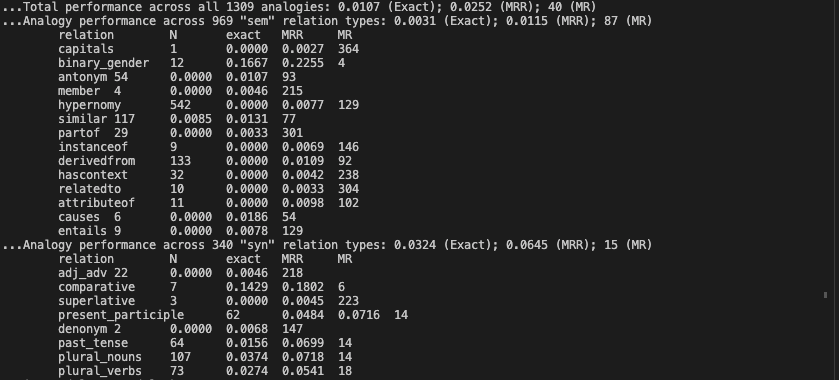 ...Total performance across all 1309 analogies: 0.0107 (Exact); 0.0252 (MRR); 40 (MR)
...Analogy performance across 969 "sem" relation types: 0.0031 (Exact); 0.0115 (MRR); 87 (MR)
relation N exact MRR MR
capitals 1 0.0000 0.0027 364
binary_gender 12 0.1667 0.2255 4
antonym 54 0.0000 0.0107 93
member 4 0.0000 0.0046 215
hypernomy 542 0.0000 0.0077 129
similar 117 0.0085 0.0131 77
partof 29 0.0000 0.0033 301
instanceof 9 0.0000 0.0069 146
derivedfrom 133 0.0000 0.0109 92
hascontext 32 0.0000 0.0042 238
relatedto 10 0.0000 0.0033 304
attributeof 11 0.0000 0.0098 102
causes 6 0.0000 0.0186 54
entails 9 0.0000 0.0078 129
...Analogy performance across 340 "syn" relation types: 0.0324 (Exact); 0.0645 (MRR); 15 (MR)
relation N exact MRR MR
adj_adv 22 0.0000 0.0046 218
comparative 7 0.1429 0.1802 6
superlative 3 0.0000 0.0045 223
present_participle 62 0.0484 0.0716 14
denonym 2 0.0000 0.0068 147
past_tense 64 0.0156 0.0699 14
plural_nouns 107 0.0374 0.0718 14
plural_verbs 73 0.0274 0.0541 18